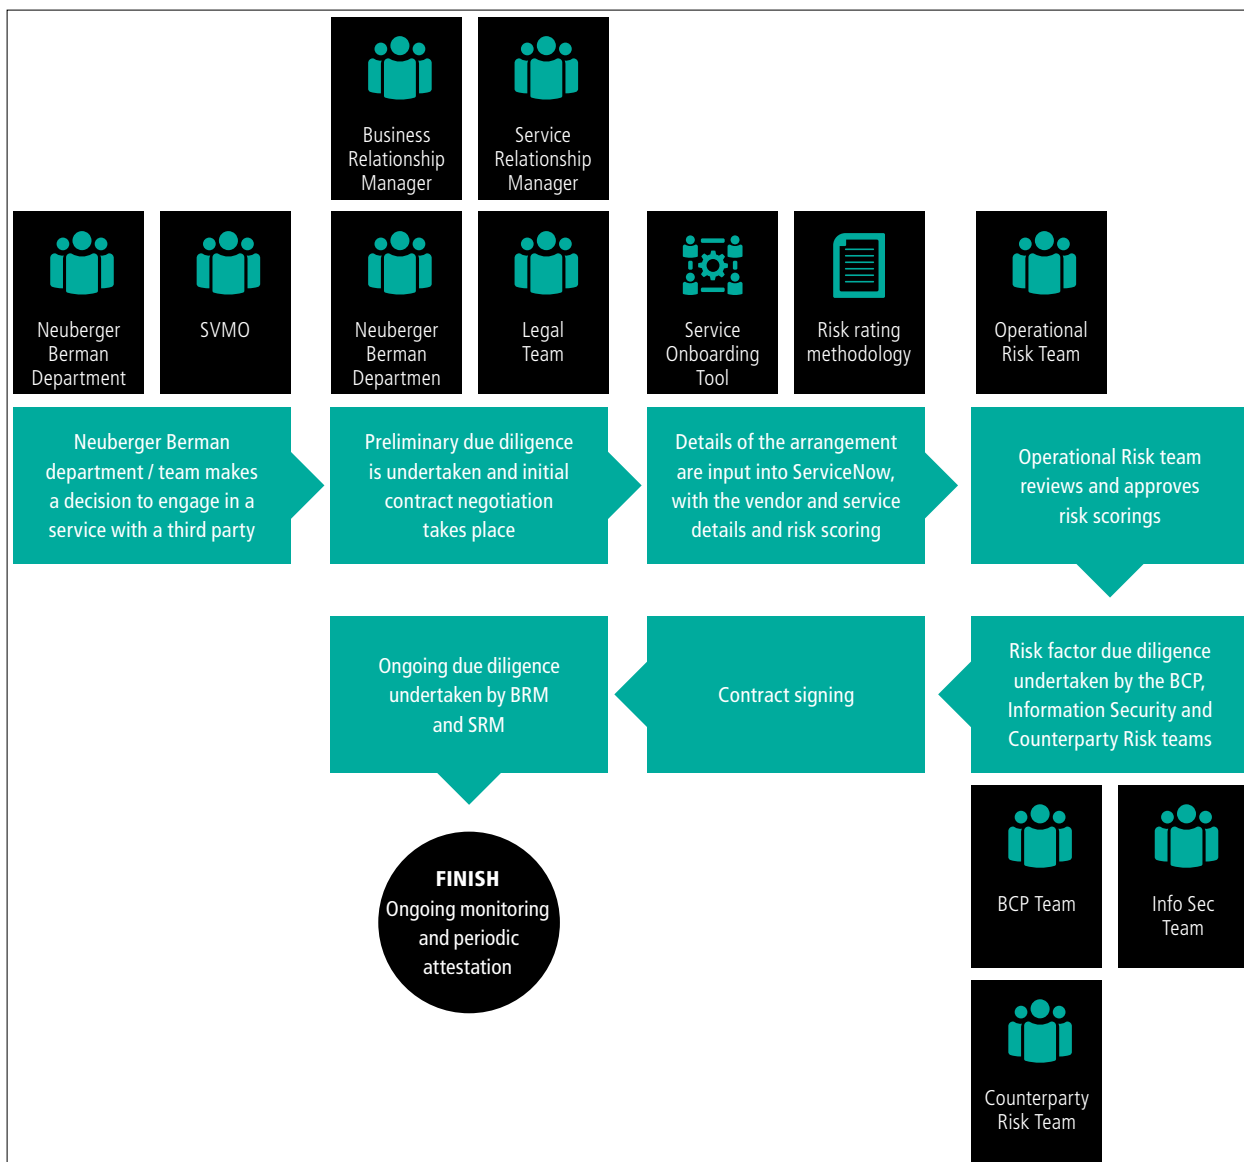 Business
Relationship
Manager
Service
Relationship
Manager
Neuberger
Berman
Department
SVMO
Neuberger
Berman
Departmen
Legal
Team
Service
Onboarding
Tool
Risk rating
methodology
Operational
Risk Team
Neuberger Berman
department / team makes
a decision to engage in a
service with a third party
Preliminary due diligence
is undertaken and initial
contract negotiation
takes place
Details of the arrangement
are input into ServiceNow,
with the vendor and service
details and risk scoring
Operational Risk team
reviews and approves
risk scorings
Risk factor due diligence
undertaken by the BCP,
Information Security and
Counterparty Risk teams
Contract signing
Ongoing due diligence
undertaken by BRM
and SRM
FINISH
Ongoing monitoring
and periodic
attestation
BCP Team
Info Sec
Team
Counterparty
Risk Team